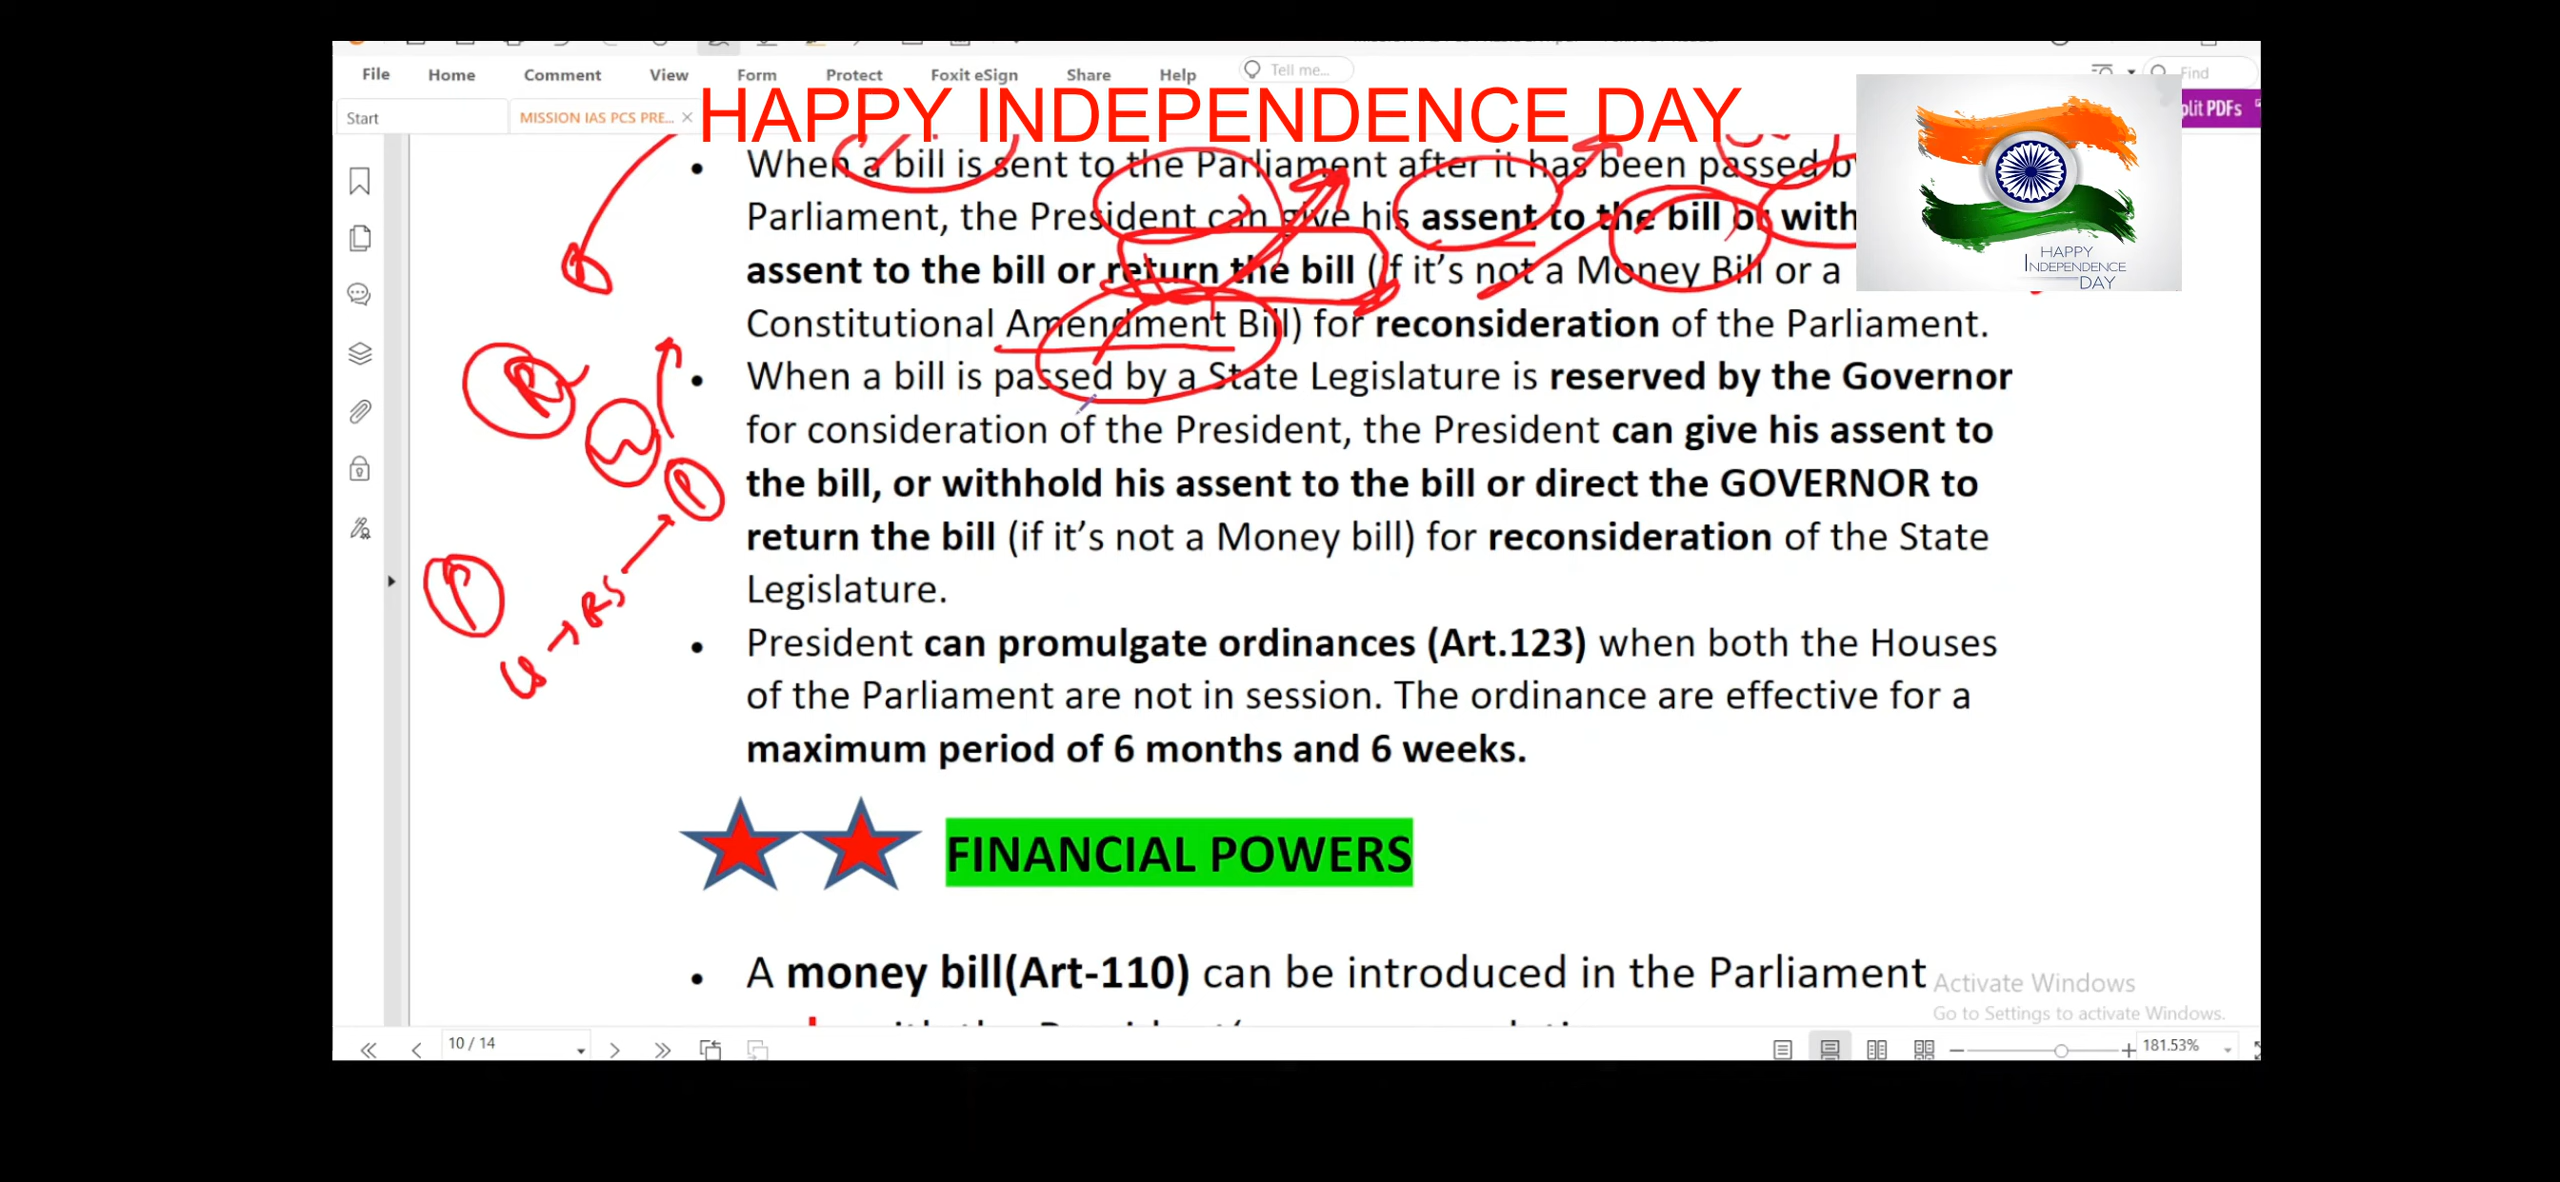 File Home Comment View Form Protect Foxit eSign Share Help Tell me... Find
Start MISSION IAS PCS PRE... plit PDFs
HAPPY INDEPENDENCE DAY
• When a bill is sent to the Parliament after it has been passed b
Parliament, the President can give his assent to the bill or with
assent to the bill or return the bill (if it's not a Money Bill or a
Constitutional Amendment Bill) for reconsideration of the Parliament.
HAPPY
INDEPENDENCE
DAY
• When a bill is passed by a State Legislature is reserved by the Governor
for consideration of the President, the President can give his assent to
the bill, or withhold his assent to the bill or direct the GOVERNOR to
return the bill (if it's not a Money bill) for reconsideration of the State
Legislature.
P
P
RS
• President can promulgate ordinances (Art.123) when both the Houses
of the Parliament are not in session. The ordinance are effective for a
maximum period of 6 months and 6 weeks.
FINANCIAL POWERS
• A money bill(Art-110) can be introduced in the Parliament
Activate Windows
Go to Settings to activate Windows.
10 / 14 181.53%